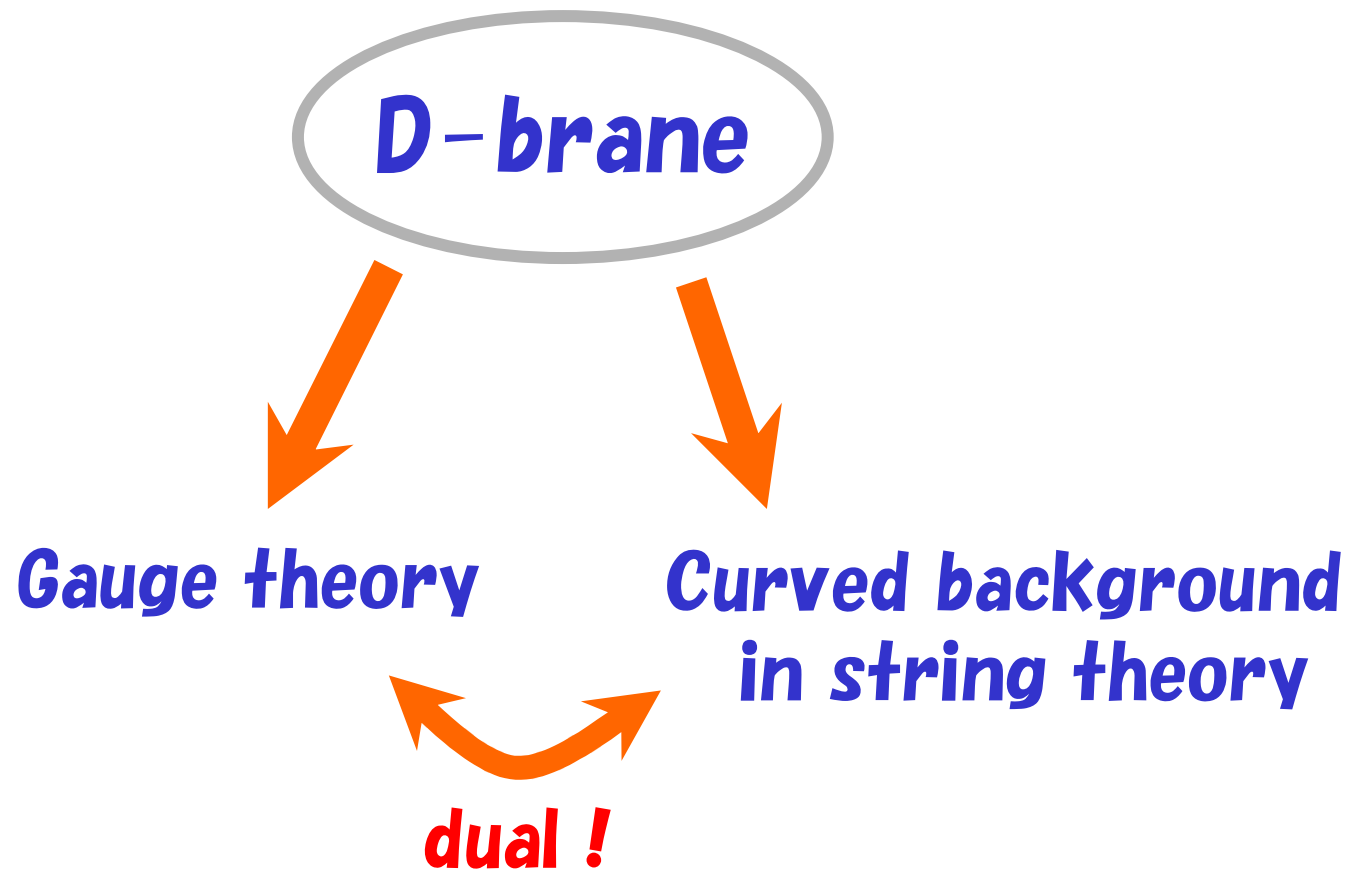 D-brane
Gauge theory
Curved background
in string theory
dual !